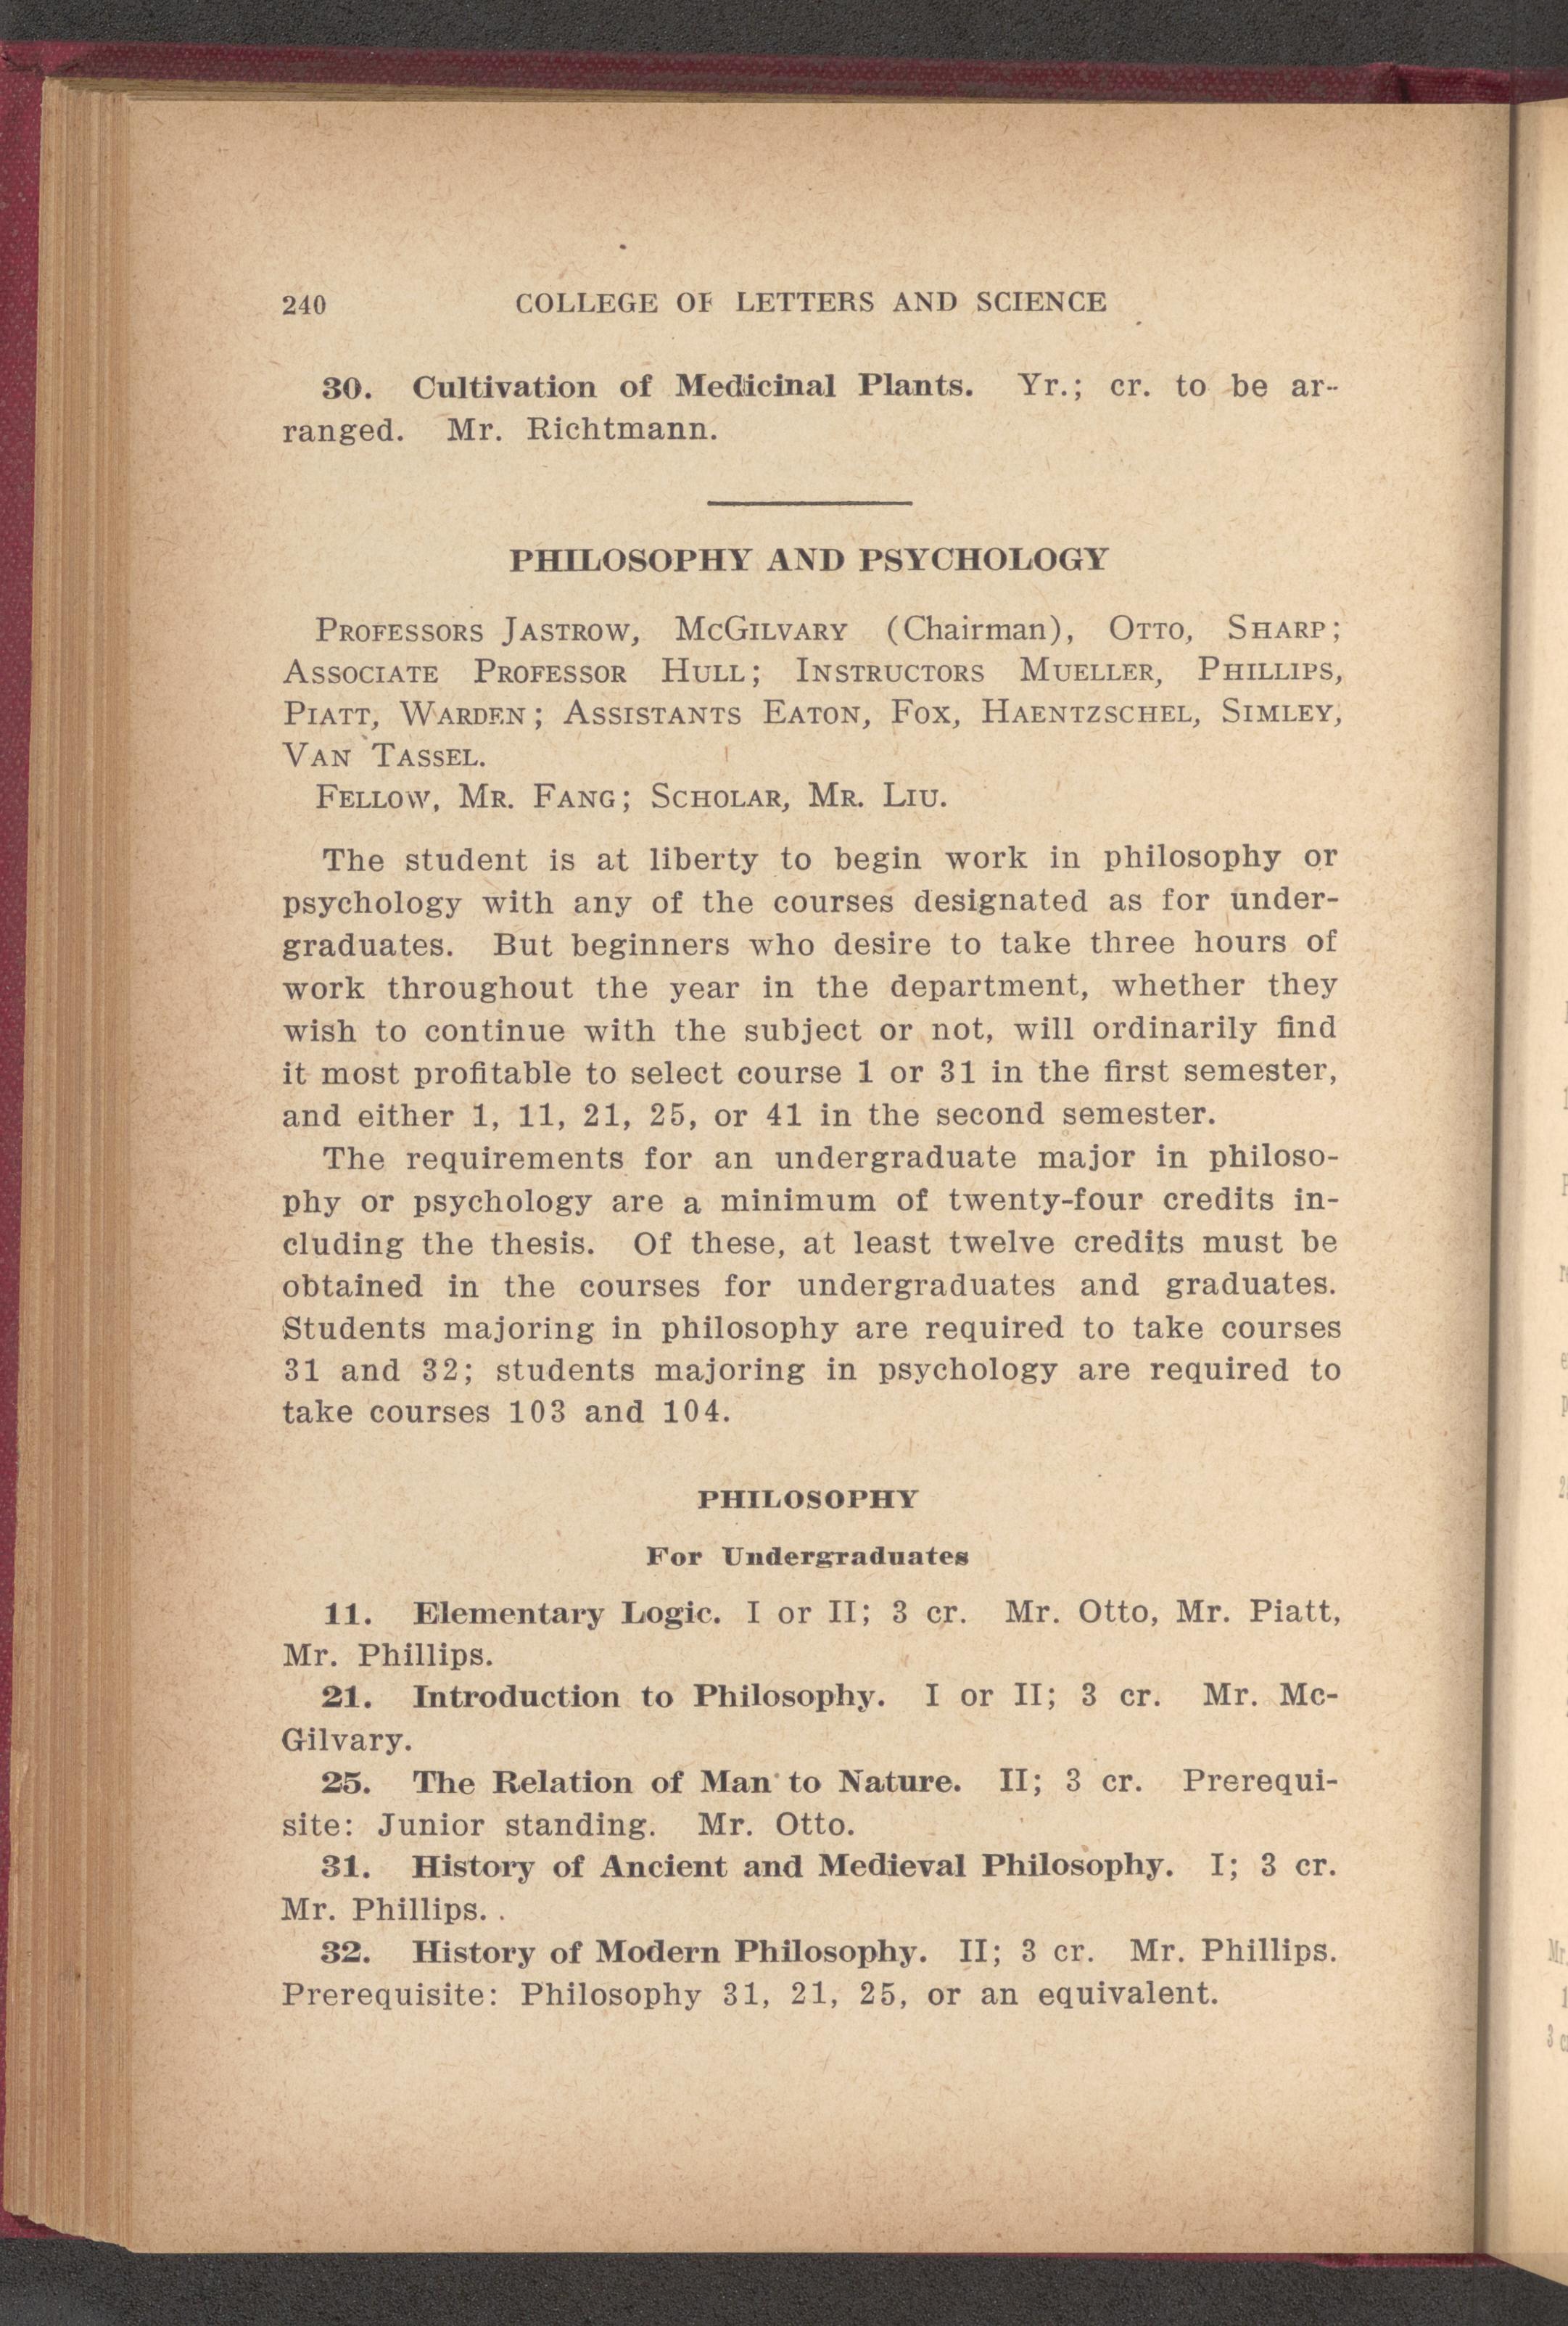 240 COLLEGE OF LETTERS AND SCIENCE
30. Cultivation of Medicinal Plants. Yr.; cr. to be ar-
ranged. Mr. Richtmann.
PHILOSOPHY AND PSYCHOLOGY
PROFESSORS JASTROW, MCGILVARY (Chairman), OTTO, SHARP;
ASSOCIATE PROFESSOR HULL; INSTRUCTORS MUELLER, PHILLIPS,
PIATT, WARDEN; ASSISTANTS EATON, FOX, HAENTZSCHEL, SIMLEY,
VAN TASSEL.
FELLOW, MR. FANG; SCHOLAR, MR. LIU.
The student is at liberty to begin work in philosophy or
psychology with any of the courses designated as for under-
graduates. But beginners who desire to take three hours of
work throughout the year in the department, whether they
wish to continue with the subject or not, will ordinarily find
it most profitable to select course 1 or 31 in the first semester,
and either 1, 11, 21, 25, or 41 in the second semester.
The requirements for an undergraduate major in philoso-
phy or psychology are a minimum of twenty-four credits in-
cluding the thesis. Of these, at least twelve credits must be
obtained in the courses for undergraduates and graduates.
Students majoring in philosophy are required to take courses
31 and 32; students majoring in psychology are required to
take courses 103 and 104.
PHILOSOPHY
For Undergraduates
11. Elementary Logic. I or II; 3 cr. Mr. Otto, Mr. Piatt,
Mr. Phillips.
21. Introduction to Philosophy. I or II; 3 cr. Mr. Mc-
Gilvary.
25. The Relation of Man to Nature. II; 3 cr. Prerequi-
site: Junior standing. Mr. Otto.
31. History of Ancient and Medieval Philosophy. I; 3 cr.
Mr. Phillips.
32. History of Modern Philosophy. II; 3 cr. Mr. Phillips.
Prerequisite: Philosophy 31, 21, 25, or an equivalent.